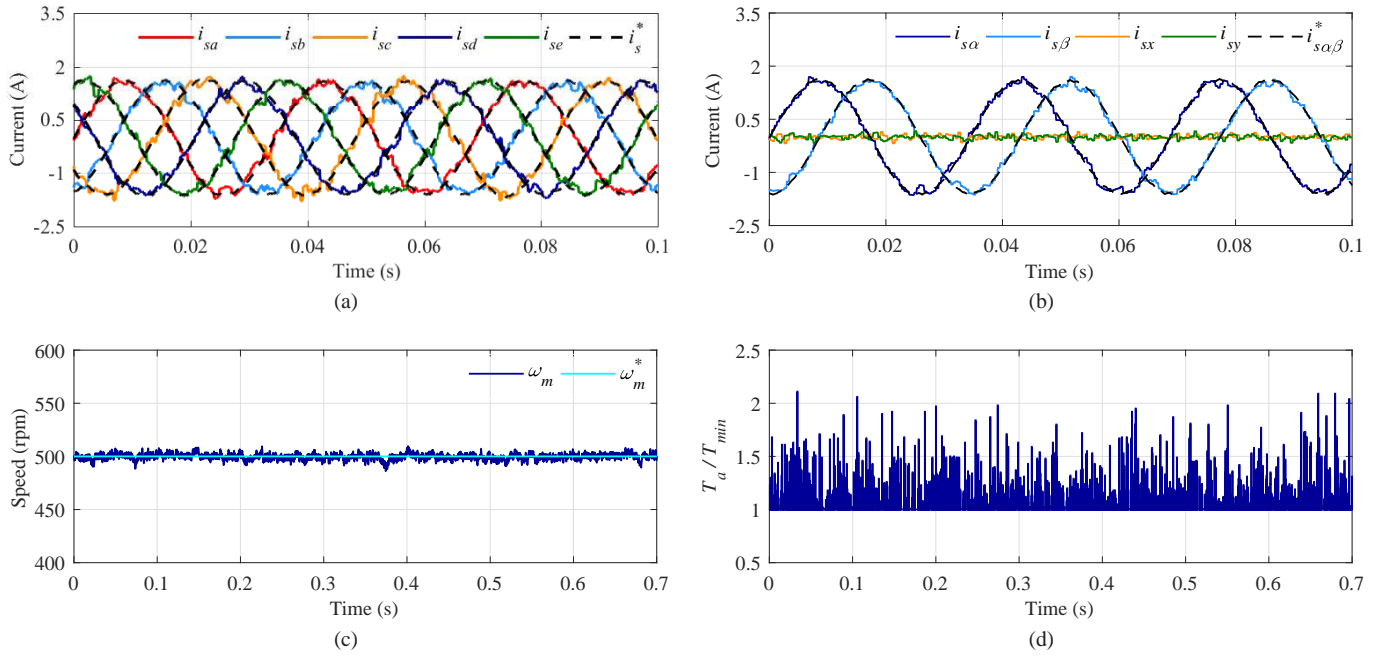 3.5
i_sa i_sb i_sc i_sd i_se i_s^*
2
0.5
-1
-2.5
Current (A)
0 0.02 0.04 0.06 0.08 0.1
Time (s)
(a)
3.5
i_sα i_sβ i_sx i_sy i_sαβ^*
2
0.5
-1
-2.5
Current (A)
0 0.02 0.04 0.06 0.08 0.1
Time (s)
(b)
600
ω_m ω_m^*
550
500
450
400
Speed (rpm)
0 0.1 0.2 0.3 0.4 0.5 0.6 0.7
Time (s)
(c)
2.5
2
1.5
1
0.5
T_a / T_min
0 0.1 0.2 0.3 0.4 0.5 0.6 0.7
Time (s)
(d)